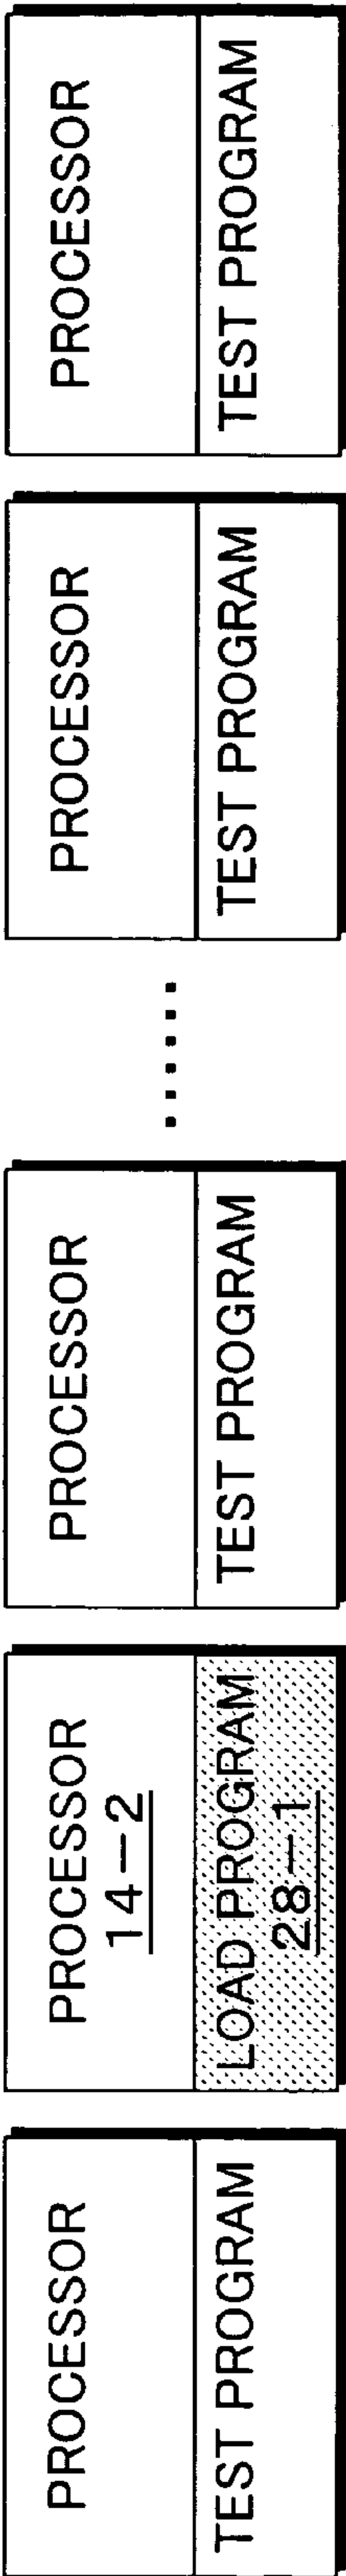 PROCESSOR
TEST PROGRAM
PROCESSOR
14-2
LOAD PROGRAM
28-1
PROCESSOR
TEST PROGRAM
......
PROCESSOR
TEST PROGRAM
PROCESSOR
TEST PROGRAM